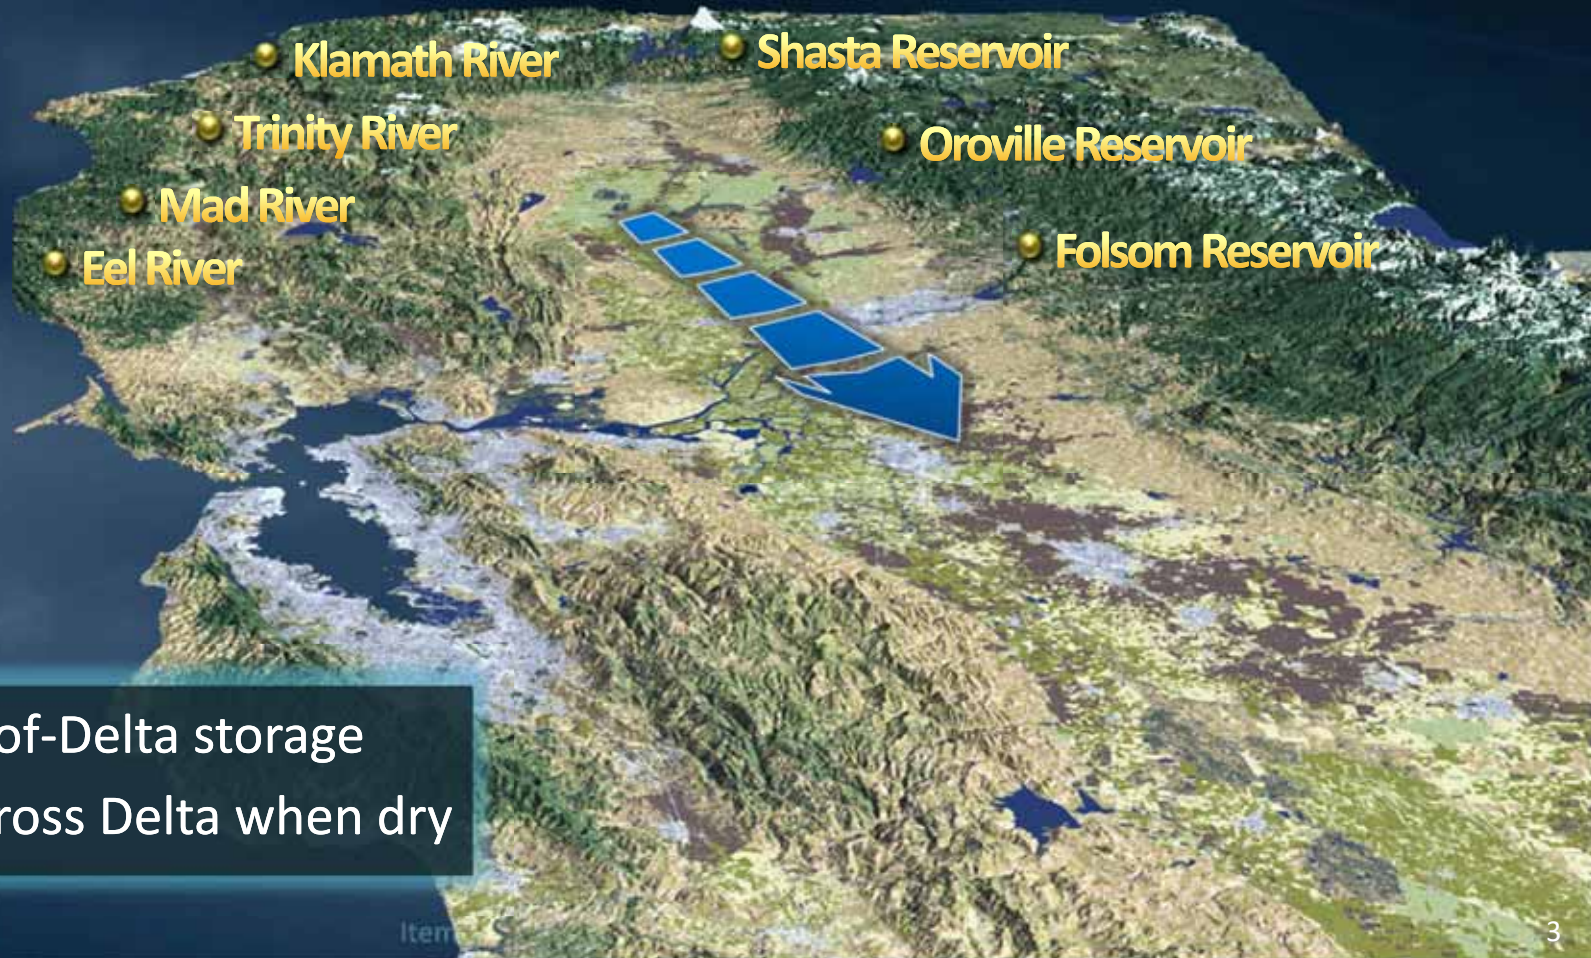 Klamath River
Shasta Reservoir
Trinity River
Oroville Reservoir
Mad River
Eel River
Folsom Reservoir
of-Delta storage
ross Delta when dry
Item
3